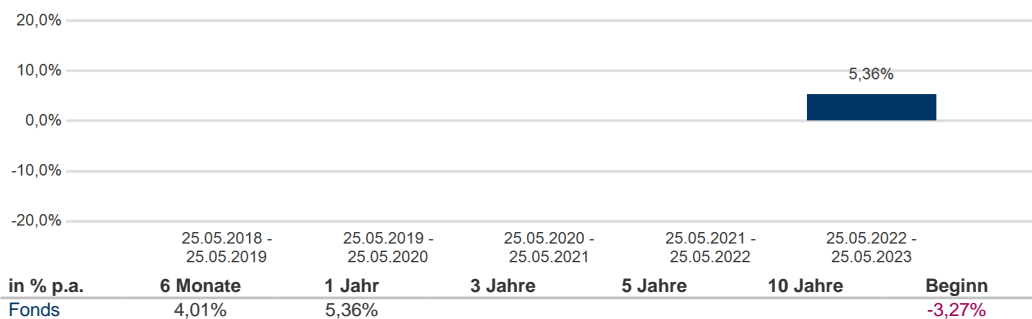 20,0%
10,0%
5,36%
0,0%
-10,0%
-20,0%
25.05.2018 - 25.05.2019 - 25.05.2020 - 25.05.2021 - 25.05.2022 -
25.05.2019 25.05.2020 25.05.2021 25.05.2022 25.05.2023
in % p.a. 6 Monate 1 Jahr 3 Jahre 5 Jahre 10 Jahre Beginn
Fonds 4,01% 5,36% -3,27%